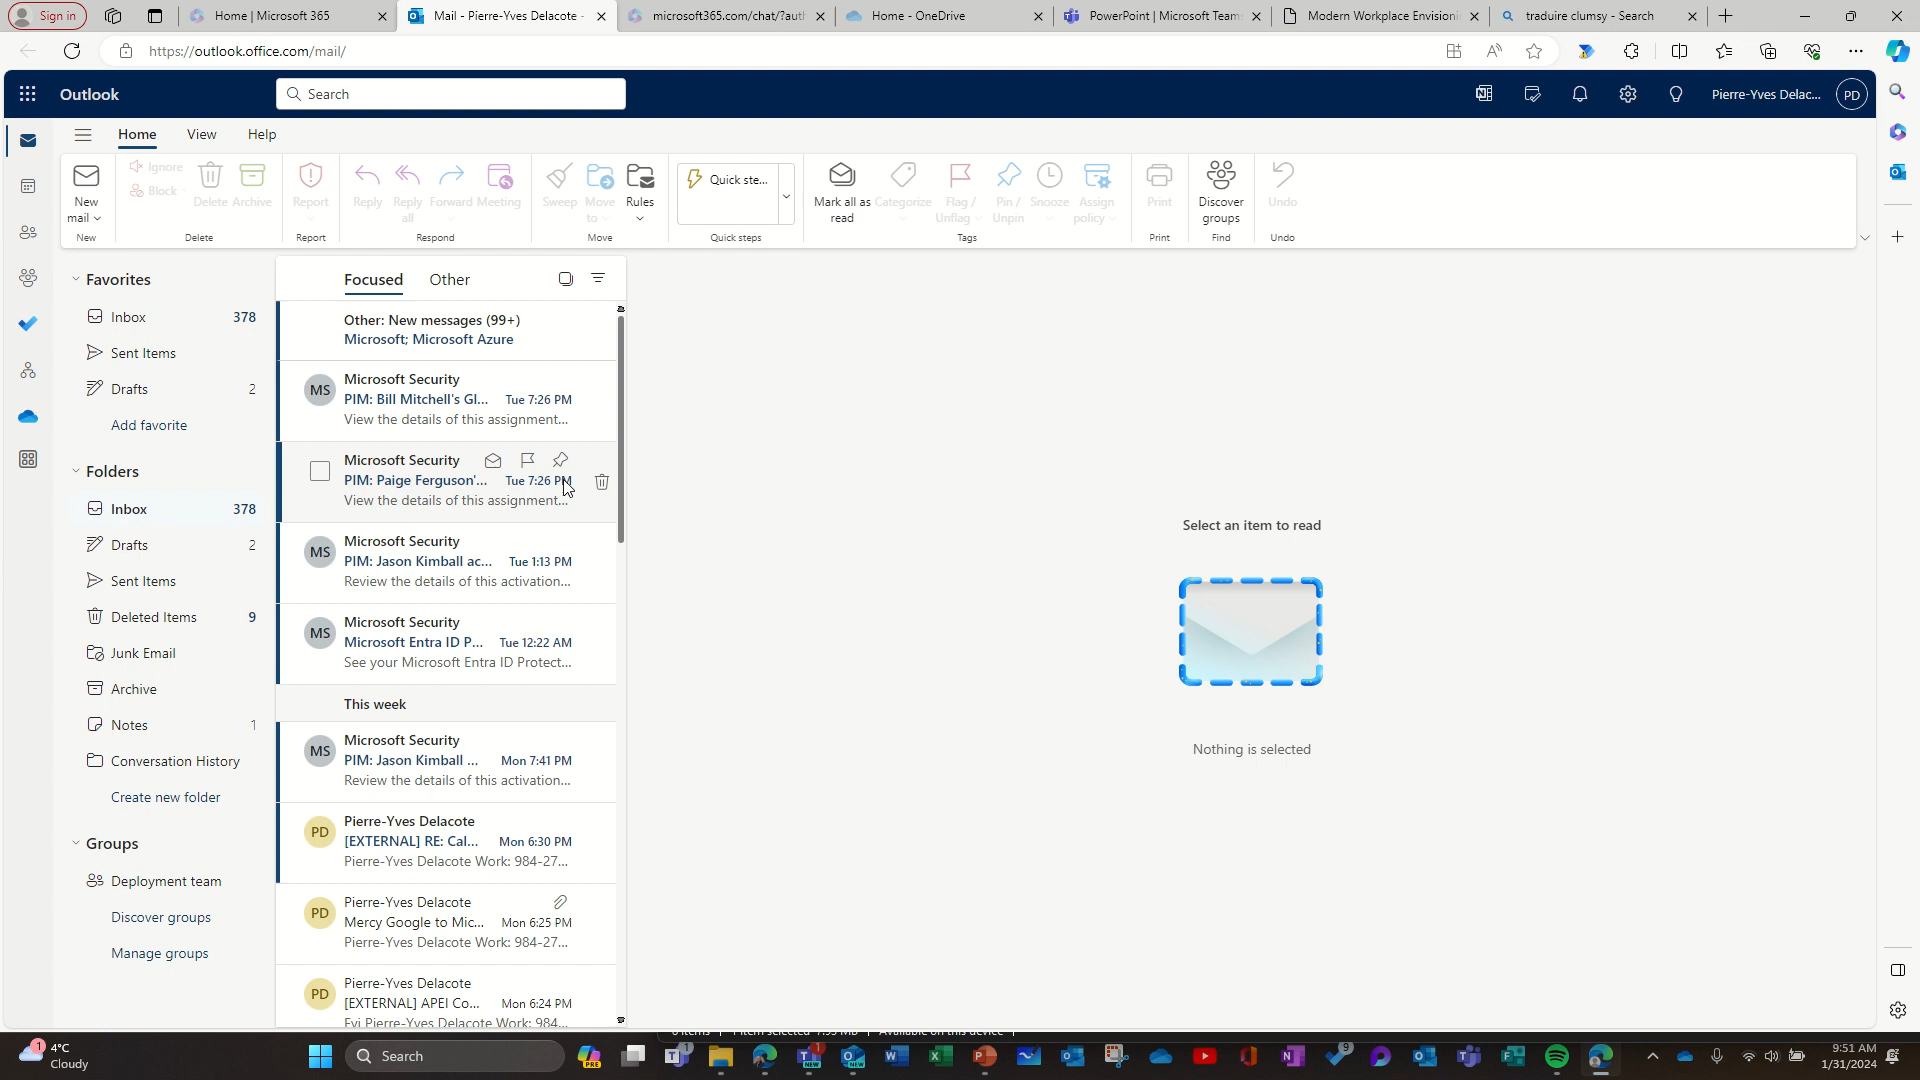 Sign in
Home | Microsoft 365
Mail - Pierre-Yves Delacote -
microsoft365.com/chat/?auth
Home - OneDrive
PowerPoint | Microsoft Teams
Modern Workplace Envisioni
traduire clumsy - Search
https://outlook.office.com/mail/
Outlook
Search
Pierre-Yves Delac...
PD
Home
View
Help
New mail
Ignore
Block
Delete
Archive
Report
Reply
Reply all
Forward
Meeting
Sweep
Move to
Rules
Quick ste...
Mark all as read
Categorize
Flag / Unflag
Pin / Unpin
Snooze
Assign policy
Print
Discover groups
Undo
New
Delete
Report
Respond
Move
Quick steps
Tags
Print
Find
Undo
Favorites
Inbox 378
Sent Items
Drafts 2
Add favorite
Folders
Inbox 378
Drafts 2
Sent Items
Deleted Items 9
Junk Email
Archive
Notes 1
Conversation History
Create new folder
Groups
Deployment team
Discover groups
Manage groups
Focused
Other
Other: New messages (99+)
Microsoft; Microsoft Azure
MS
Microsoft Security
PIM: Bill Mitchell's Gl... Tue 7:26 PM
View the details of this assignment...
Microsoft Security
PIM: Paige Ferguson'... Tue 7:26 PM
View the details of this assignment...
MS
Microsoft Security
PIM: Jason Kimball ac... Tue 1:13 PM
Review the details of this activation...
MS
Microsoft Security
Microsoft Entra ID P... Tue 12:22 AM
See your Microsoft Entra ID Protect...
This week
MS
Microsoft Security
PIM: Jason Kimball ... Mon 7:41 PM
Review the details of this activation...
PD
Pierre-Yves Delacote
[EXTERNAL] RE: Cal... Mon 6:30 PM
Pierre-Yves Delacote Work: 984-27...
PD
Pierre-Yves Delacote
Mercy Google to Mic... Mon 6:25 PM
Pierre-Yves Delacote Work: 984-27...
PD
Pierre-Yves Delacote
[EXTERNAL] APEI Co... Mon 6:24 PM
Fyi Pierre-Yves Delacote Work: 984...
Select an item to read
Nothing is selected
1
4°C
Cloudy
Search
PRE
9:51 AM
1/31/2024